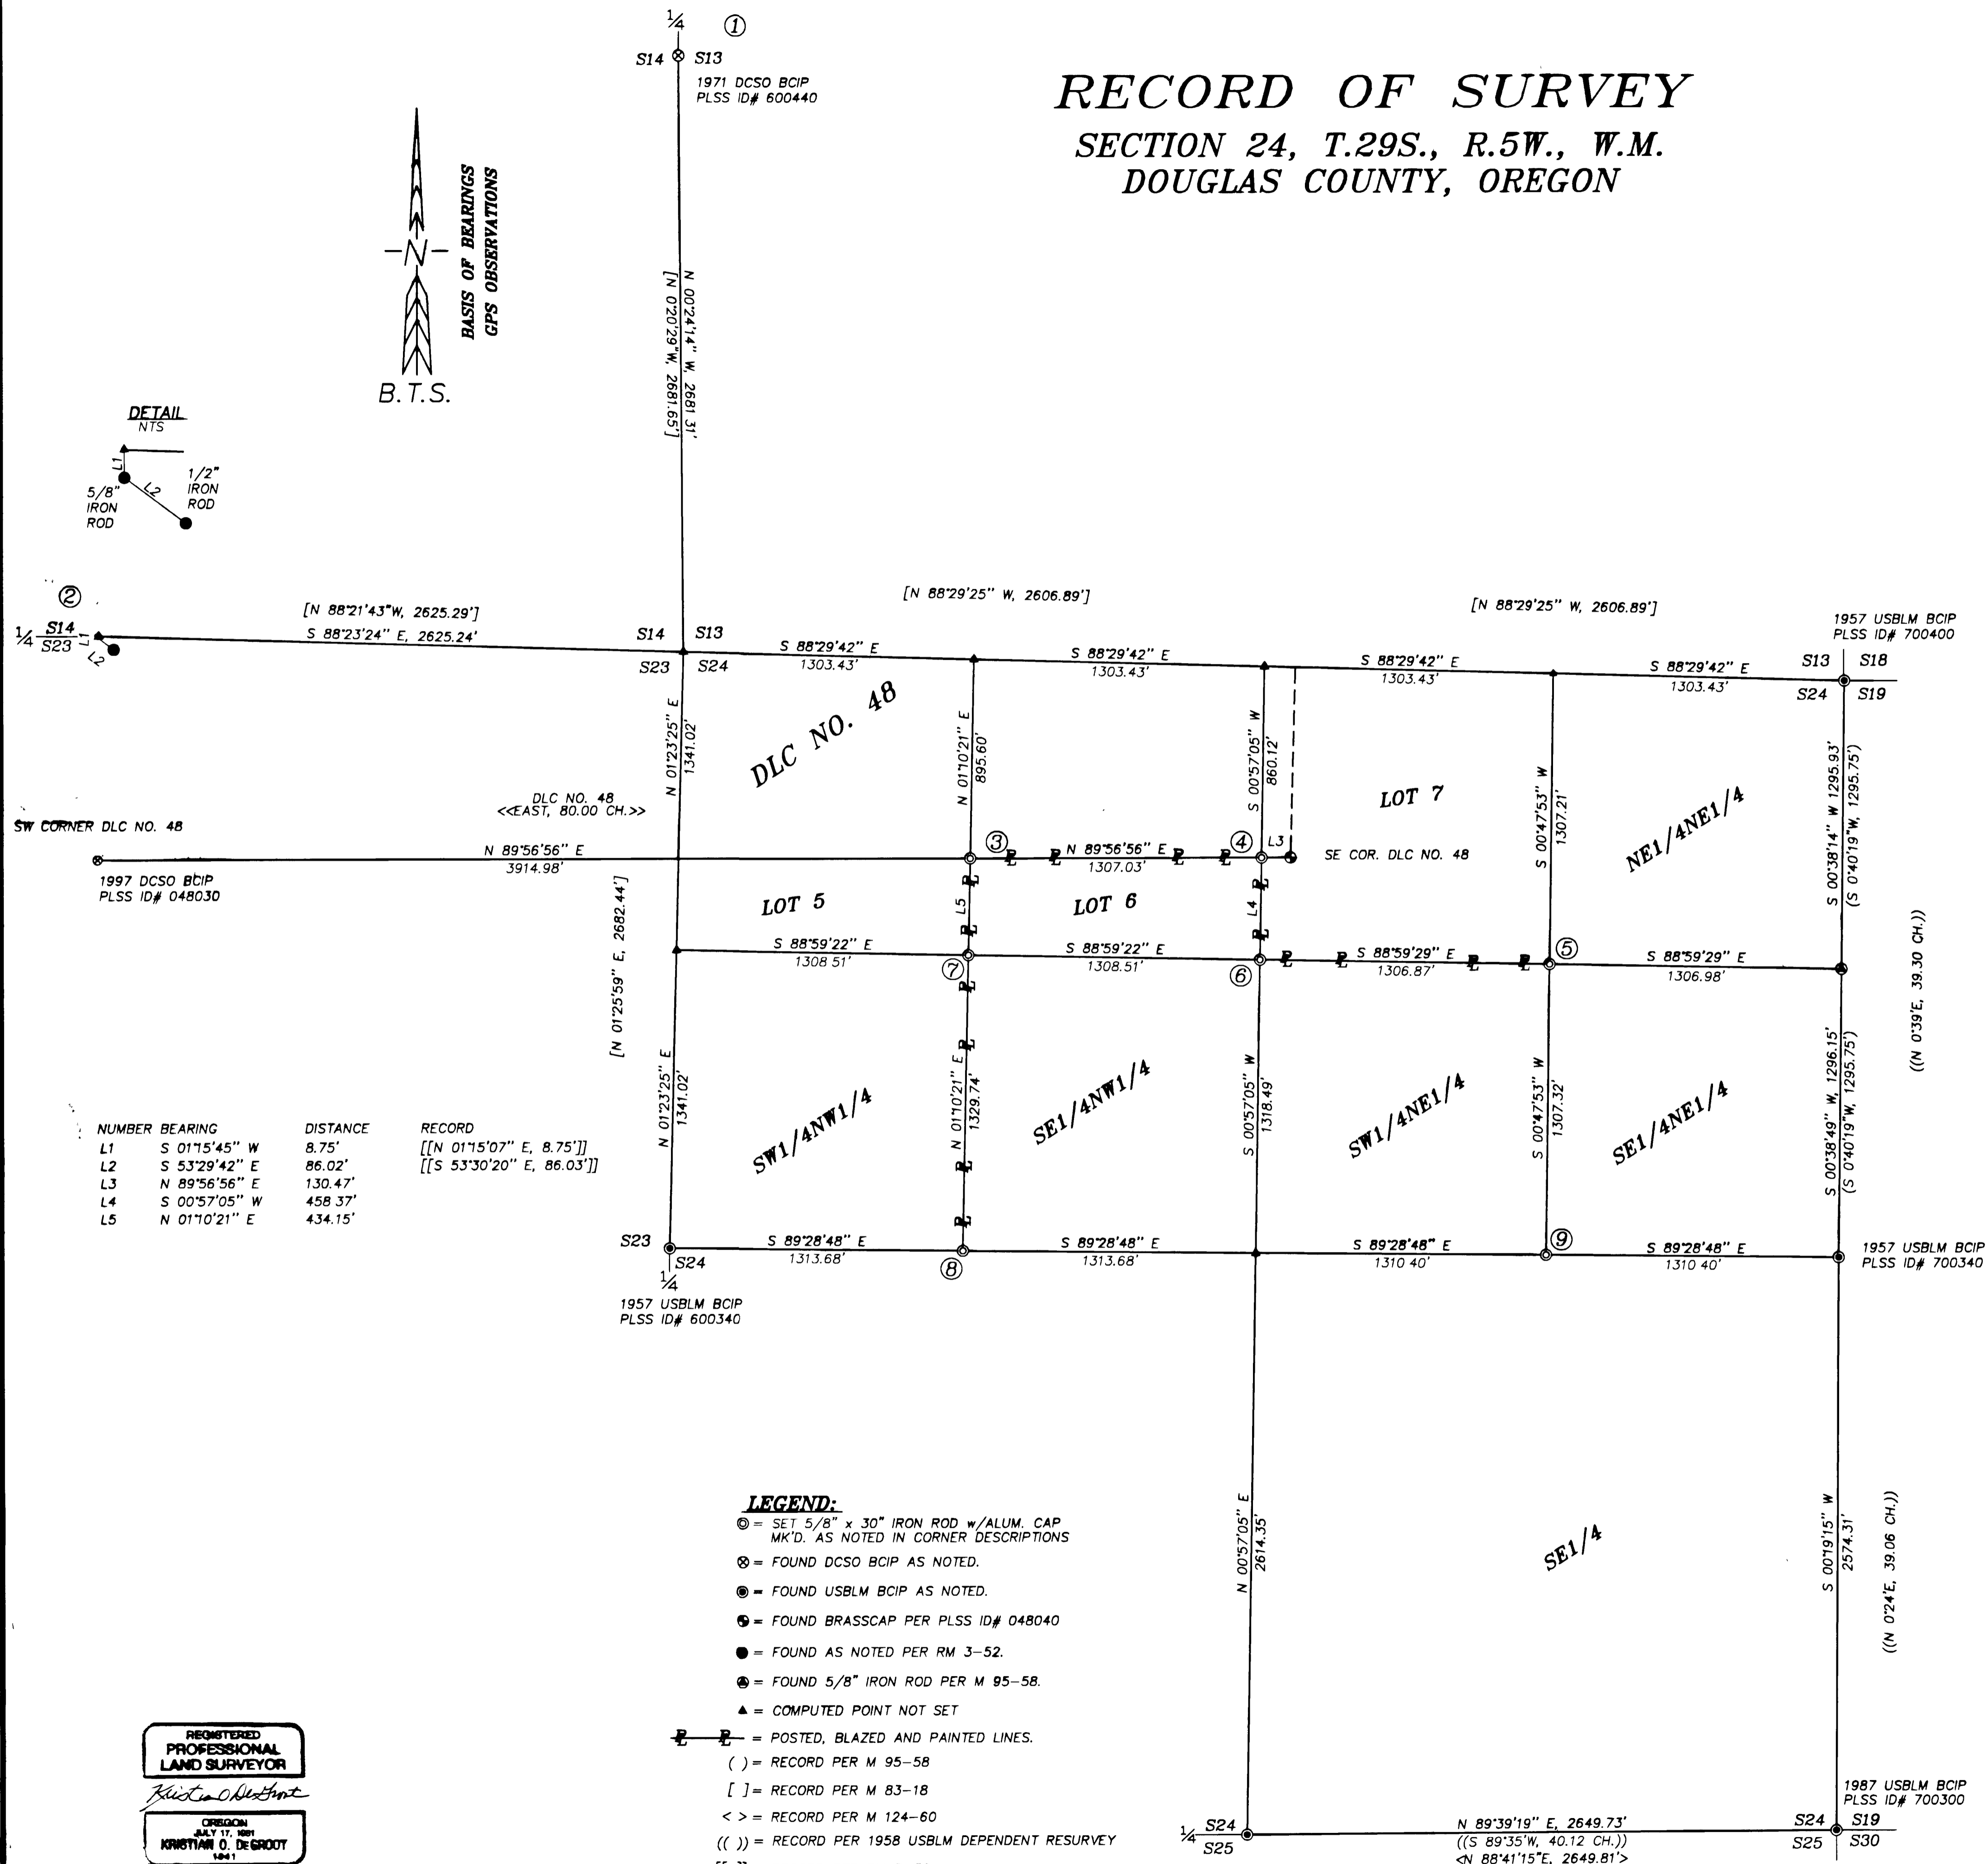 RECORD OF SURVEY
SECTION 24, T.29S., R.5W., W.M.
DOUGLAS COUNTY, OREGON
1/4 ①
S14 S13
1971 DCSO BCIP
PLSS ID# 600440
N
BASIS OF BEARINGS
GPS OBSERVATIONS
B.T.S.
N 00°24'14" W, 2681.31'
[N 0°20'29"W, 2681.65']
DETAIL
NTS
L1
L2
5/8"
IRON
ROD
1/2"
IRON
ROD
②
1/4 S14
S23
L1
L2
[N 88°21'43"W, 2625.29']
S 88°23'24" E, 2625.24'
S14 S13
S23 S24
[N 88°29'25" W, 2606.89']
[N 88°29'25" W, 2606.89']
S 88°29'42" E
1303.43'
S 88°29'42" E
1303.43'
S 88°29'42" E
1303.43'
S 88°29'42" E
1303.43'
1957 USBLM BCIP
PLSS ID# 700400
S13 S18
S24 S19
N 01°23'25" E
1341.02'
DLC NO. 48
N 01°10'21" E
895.60'
S 00°57'05" W
860.12'
LOT 7
S 00°47'53" W
1307.21'
NE1/4NE1/4
S 00°38'14" W 1295.93'
(S 0°40'19"W, 1295.75')
DLC NO. 48
<<EAST, 80.00 CH.>>
SW CORNER DLC NO. 48
N 89°56'56" E
3914.98'
1997 DCSO BCIP
PLSS ID# 048030
③
N 89°56'56" E
1307.03'
④
L3
SE COR. DLC NO. 48
[N 01°25'59" E, 2682.44']
LOT 5
L5
LOT 6
L4
((N 0°39'E, 39.30 CH.))
S 88°59'22" E
1308 51'
⑦
S 88°59'22" E
1308.51'
⑥
S 88°59'29" E
1306.87'
⑤
S 88°59'29" E
1306.98'
N 01°23'25" E
1341.02'
SW1/4NW1/4
N 01°10'21" E
1329.74'
SE1/4NW1/4
S 00°57'05" W
1318.49'
SW1/4NE1/4
S 00°47'53" W
1307.32'
SE1/4NE1/4
S 00°38'49" W, 1296.15'
(S 0°40'19"W, 1295.75')
NUMBER BEARING DISTANCE RECORD
L1 S 01°15'45" W 8.75' [[N 01°15'07" E, 8.75']]
L2 S 53°29'42" E 86.02' [[S 53°30'20" E, 86.03']]
L3 N 89°56'56" E 130.47'
L4 S 00°57'05" W 458 37'
L5 N 01°10'21" E 434.15'
S23
S24
1/4
1957 USBLM BCIP
PLSS ID# 600340
S 89°28'48" E
1313.68'
⑧
S 89°28'48" E
1313.68'
S 89°28'48" E
1310 40'
⑨
S 89°28'48" E
1310 40'
1957 USBLM BCIP
PLSS ID# 700340
N 00°57'05" E
2614.35'
SE1/4
S 00°19'15" W
2574.31'
((N 0°24'E, 39.06 CH.))
LEGEND:
= SET 5/8" x 30" IRON ROD w/ALUM. CAP
MK'D. AS NOTED IN CORNER DESCRIPTIONS
= FOUND DCSO BCIP AS NOTED.
= FOUND USBLM BCIP AS NOTED.
= FOUND BRASSCAP PER PLSS ID# 048040
= FOUND AS NOTED PER RM 3-52.
= FOUND 5/8" IRON ROD PER M 95-58.
= COMPUTED POINT NOT SET
= POSTED, BLAZED AND PAINTED LINES.
( )= RECORD PER M 95-58
[ ]= RECORD PER M 83-18
< >= RECORD PER M 124-60
(( ))= RECORD PER 1958 USBLM DEPENDENT RESURVEY
REGISTERED
PROFESSIONAL
LAND SURVEYOR
Kristian O DeGroot
OREGON
JULY 17, 1981
KRISTIAN O. DeGROOT
1941
1/4 S24
S25
N 89°39'19" E, 2649.73'
((S 89°35'W, 40.12 CH.))
<N 88°41'15"E, 2649.81'>
1987 USBLM BCIP
PLSS ID# 700300
S24 S19
S25 S30